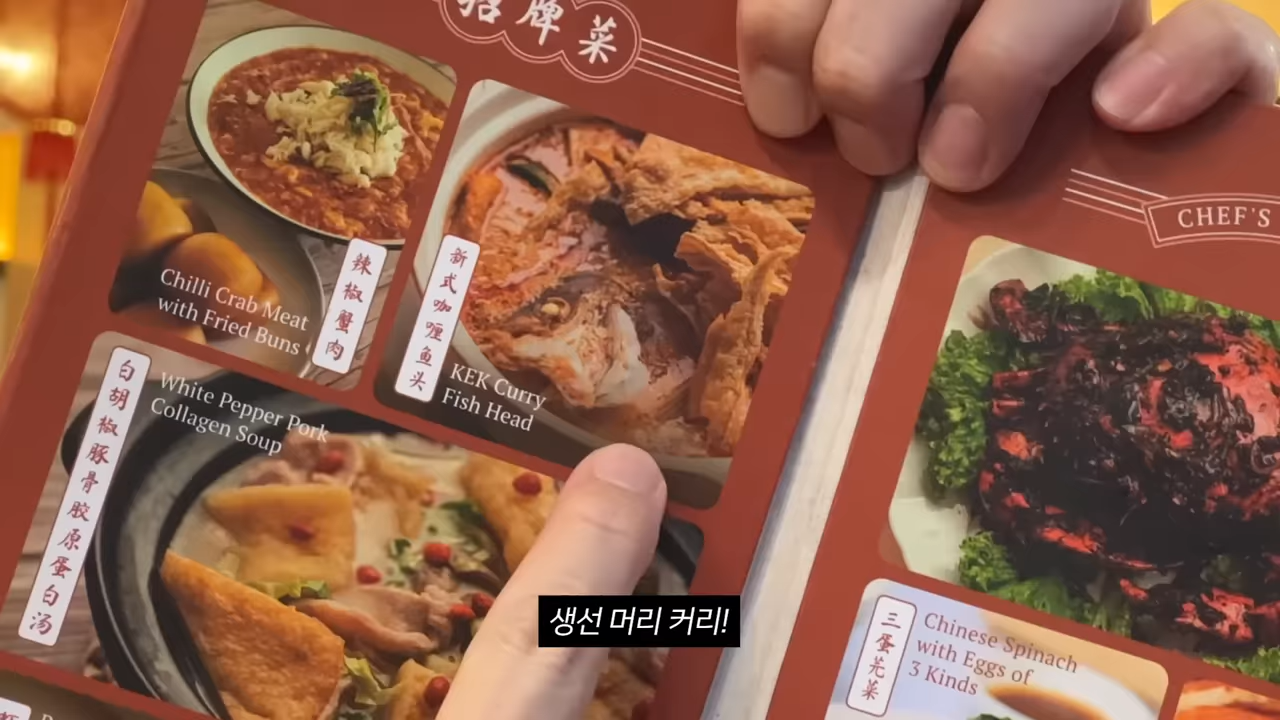 招牌菜
Chilli Crab Meat
with Fried Buns
辣椒蟹肉
新式咖喱鱼头
KEK Curry
Fish Head
白胡椒豚骨胶原蛋白汤
White Pepper Pork
Collagen Soup
CHEF'S
三蛋苋菜
Chinese Spinach
with Eggs of
3 Kinds
생선 머리 커리!